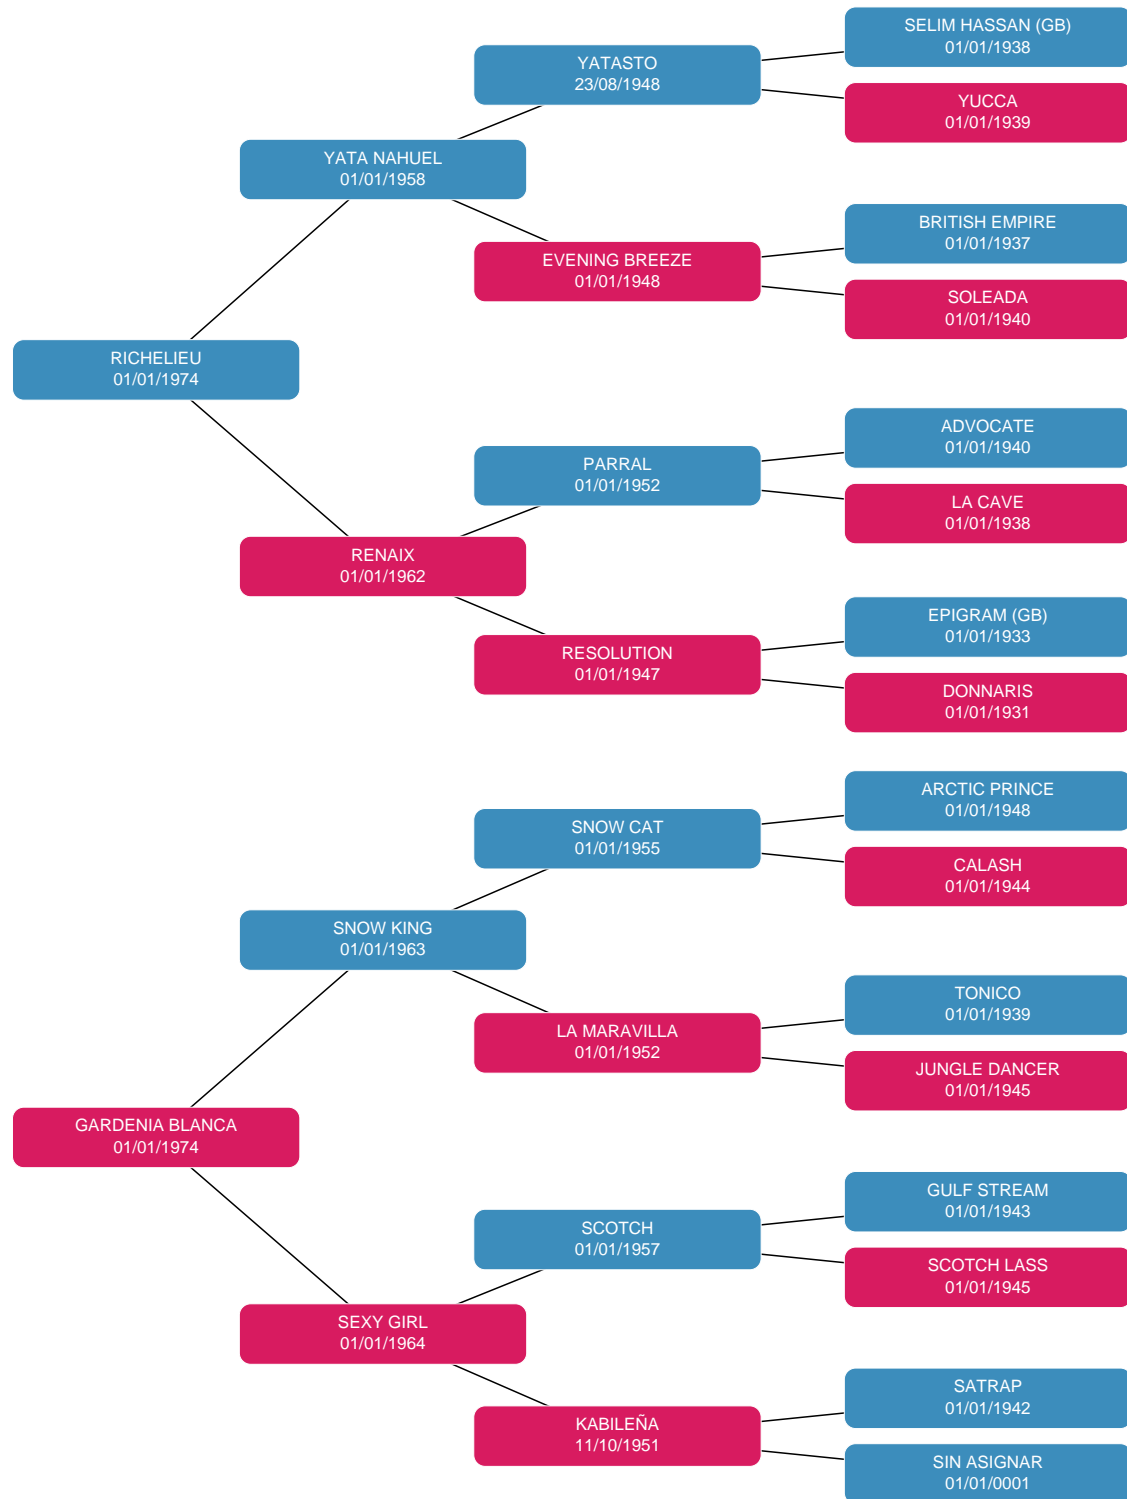 SELIM HASSAN (GB)
01/01/1938
YATASTO
23/08/1948
YUCCA
01/01/1939
YATA NAHUEL
01/01/1958
BRITISH EMPIRE
01/01/1937
EVENING BREEZE
01/01/1948
SOLEADA
01/01/1940
RICHELIEU
01/01/1974
ADVOCATE
01/01/1940
PARRAL
01/01/1952
LA CAVE
01/01/1938
RENAIX
01/01/1962
EPIGRAM (GB)
01/01/1933
RESOLUTION
01/01/1947
DONNARIS
01/01/1931
ARCTIC PRINCE
01/01/1948
SNOW CAT
01/01/1955
CALASH
01/01/1944
SNOW KING
01/01/1963
TONICO
01/01/1939
LA MARAVILLA
01/01/1952
JUNGLE DANCER
01/01/1945
GARDENIA BLANCA
01/01/1974
GULF STREAM
01/01/1943
SCOTCH
01/01/1957
SCOTCH LASS
01/01/1945
SEXY GIRL
01/01/1964
SATRAP
01/01/1942
KABILEÑA
11/10/1951
SIN ASIGNAR
01/01/0001